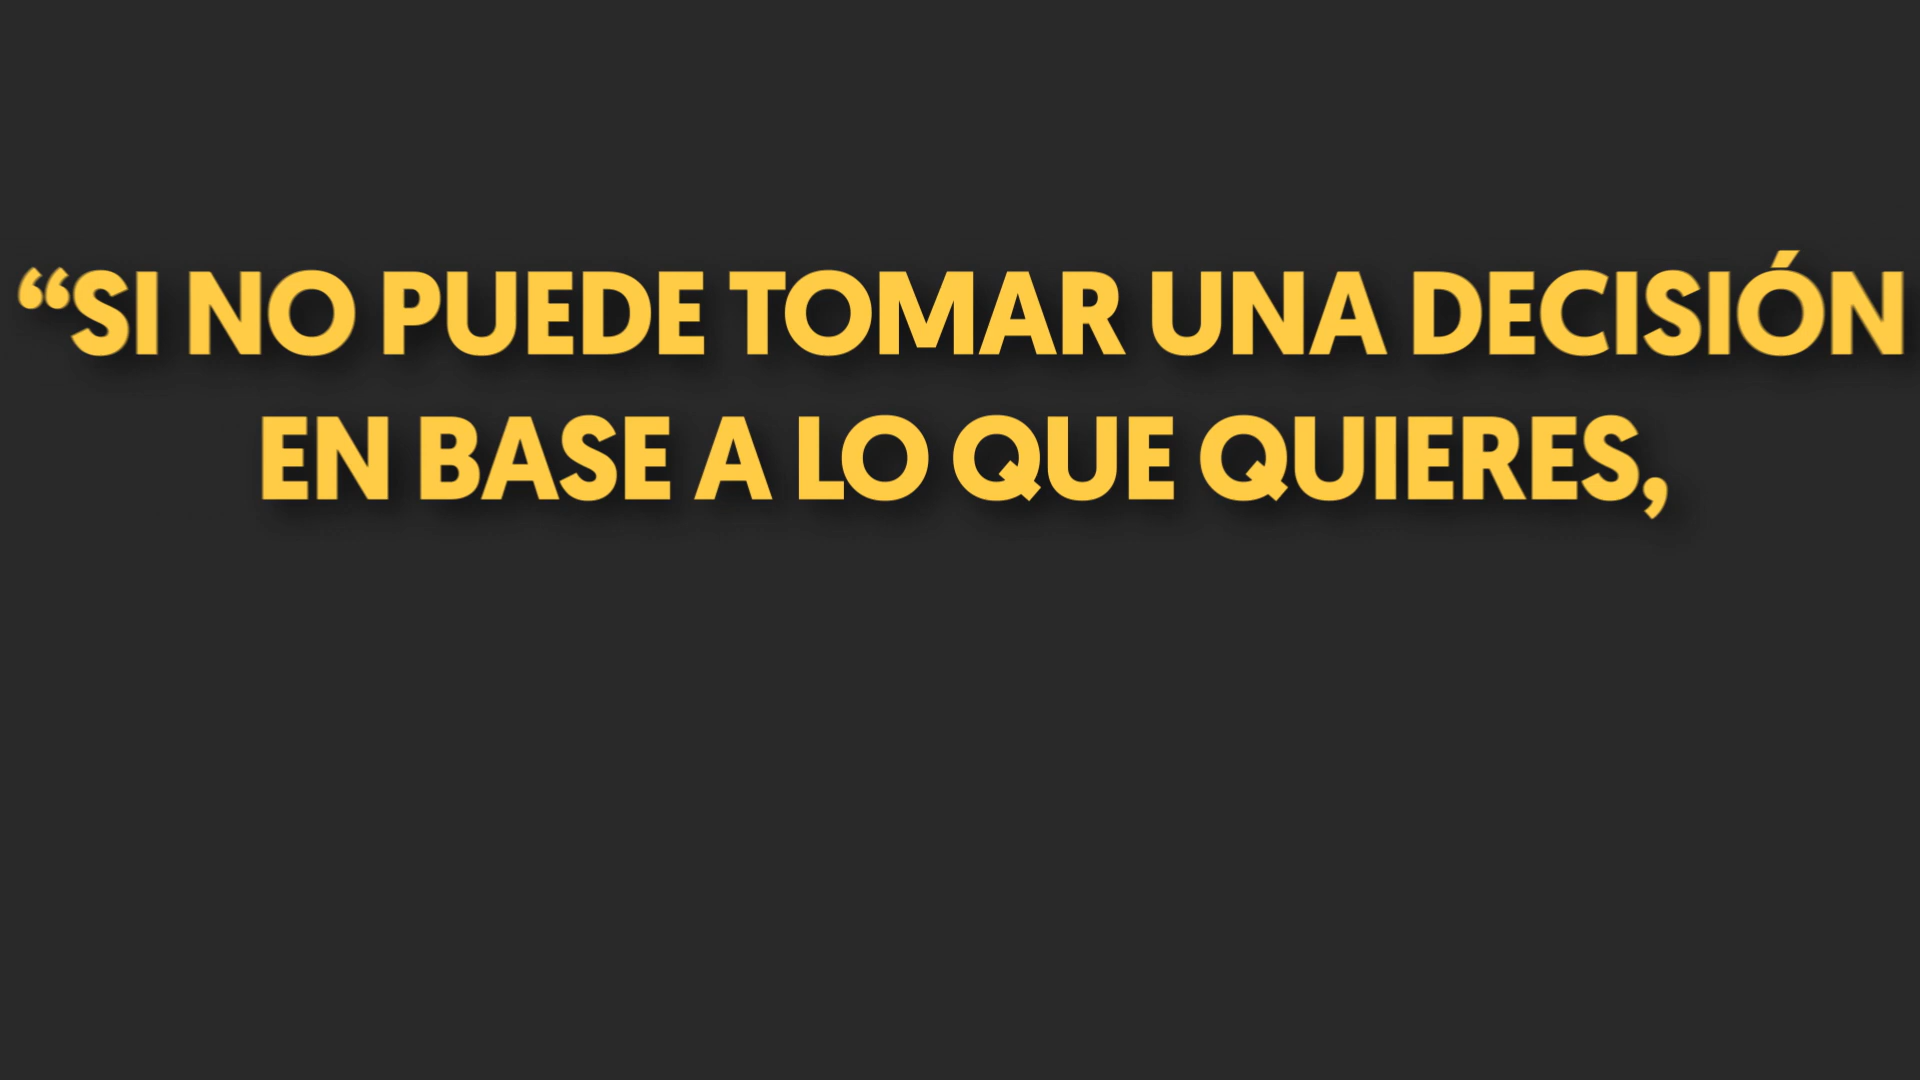 “SI NO PUEDE TOMAR UNA DECISIÓN
EN BASE A LO QUE QUIERES,